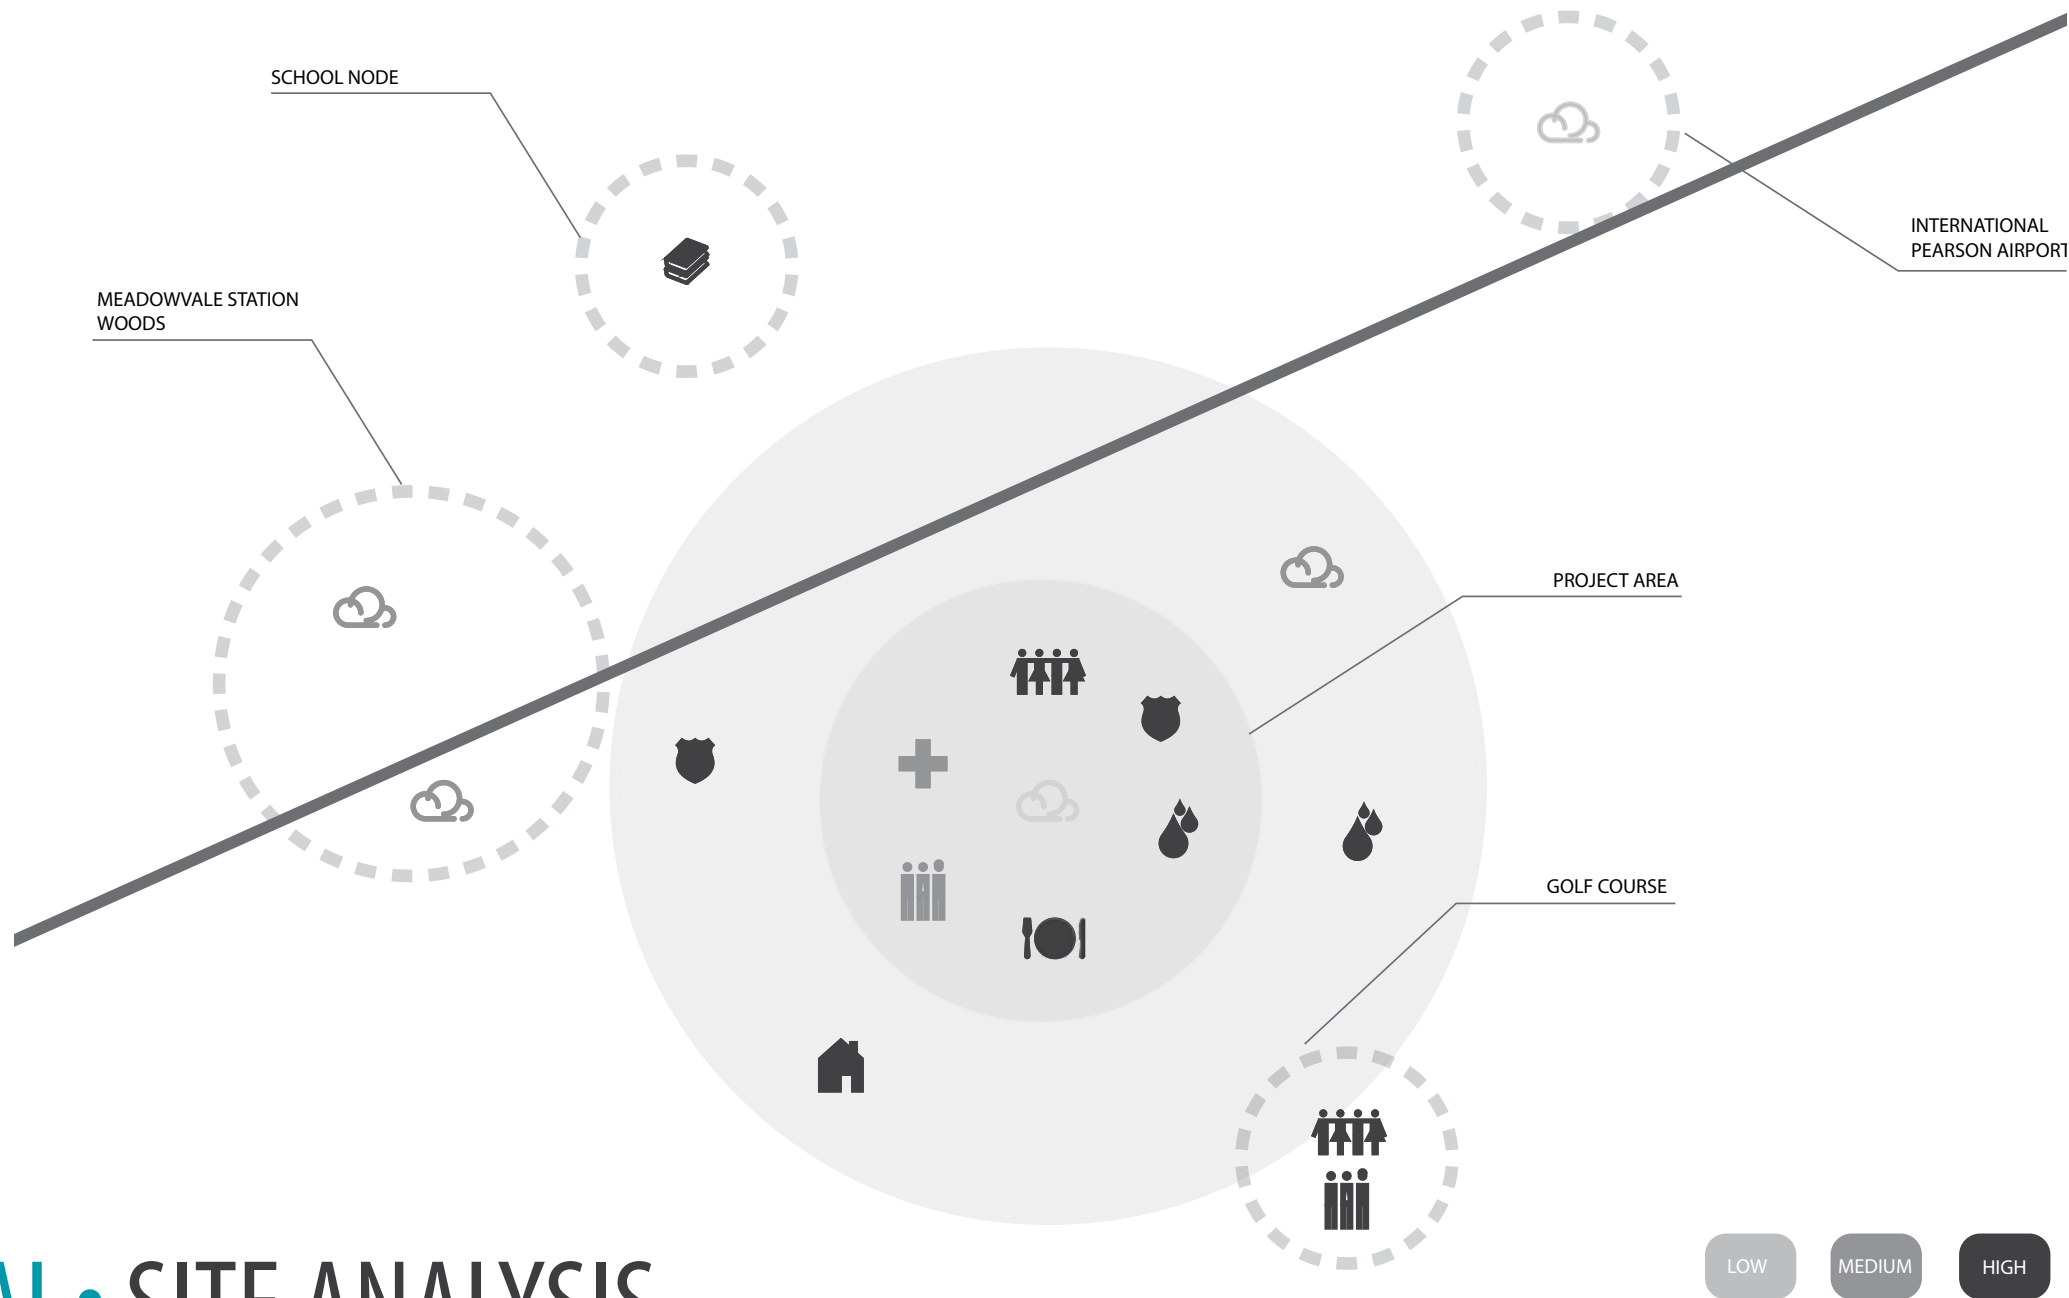 SCHOOL NODE
INTERNATIONAL
PEARSON AIRPORT
MEADOWVALE STATION
WOODS
PROJECT AREA
GOLF COURSE
• SITE ANALYSIS
LOW
MEDIUM
HIGH